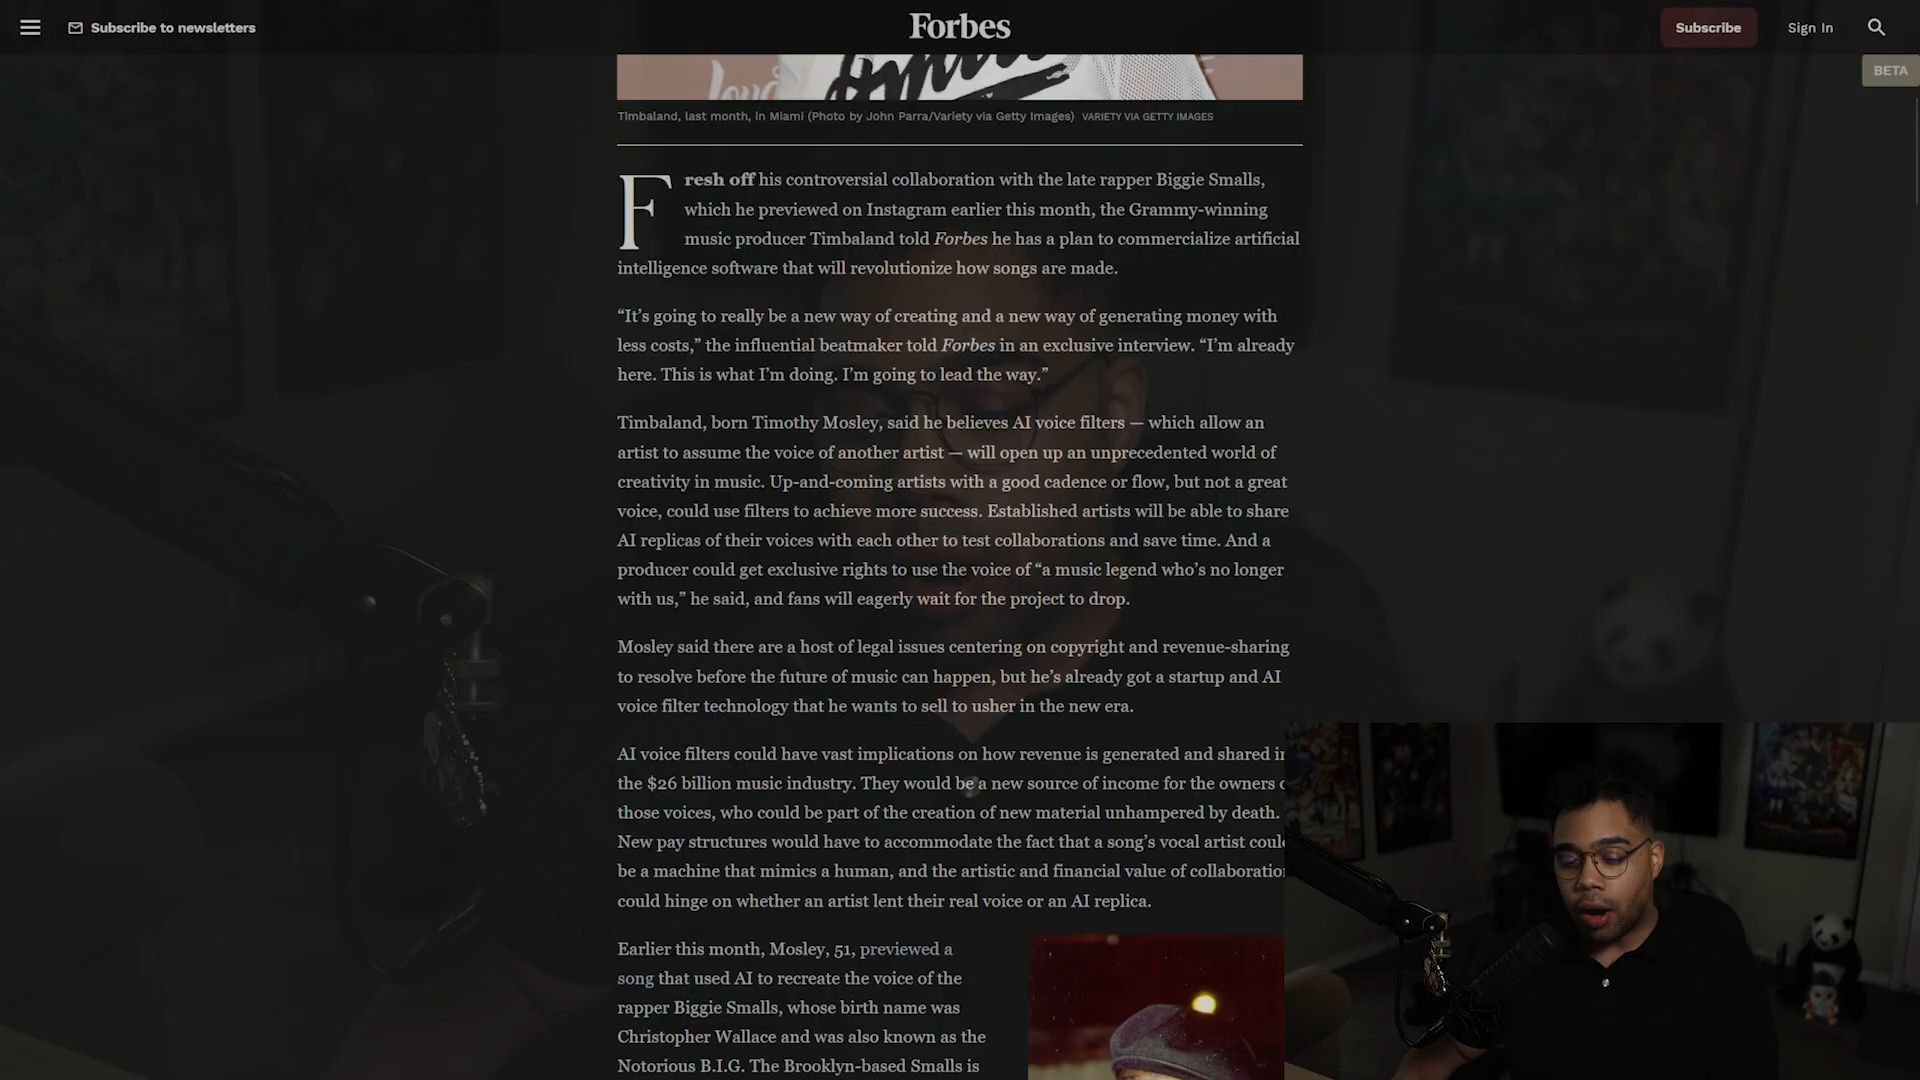 Subscribe to newsletters
Forbes
Subscribe
Sign In
BETA
Timbaland, last month, in Miami (Photo by John Parra/Variety via Getty Images) VARIETY VIA GETTY IMAGES
Fresh off his controversial collaboration with the late rapper Biggie Smalls,
which he previewed on Instagram earlier this month, the Grammy-winning
music producer Timbaland told Forbes he has a plan to commercialize artificial
intelligence software that will revolutionize how songs are made.
“It’s going to really be a new way of creating and a new way of generating money with
less costs,” the influential beatmaker told Forbes in an exclusive interview. “I’m already
here. This is what I’m doing. I’m going to lead the way.”
Timbaland, born Timothy Mosley, said he believes AI voice filters — which allow an
artist to assume the voice of another artist — will open up an unprecedented world of
creativity in music. Up-and-coming artists with a good cadence or flow, but not a great
voice, could use filters to achieve more success. Established artists will be able to share
AI replicas of their voices with each other to test collaborations and save time. And a
producer could get exclusive rights to use the voice of “a music legend who’s no longer
with us,” he said, and fans will eagerly wait for the project to drop.
Mosley said there are a host of legal issues centering on copyright and revenue-sharing
to resolve before the future of music can happen, but he’s already got a startup and AI
voice filter technology that he wants to sell to usher in the new era.
AI voice filters could have vast implications on how revenue is generated and shared in
the $26 billion music industry. They would be a new source of income for the owners
those voices, who could be part of the creation of new material unhampered by death.
New pay structures would have to accommodate the fact that a song’s vocal artist could
be a machine that mimics a human, and the artistic and financial value of collaboration
could hinge on whether an artist lent their real voice or an AI replica.
Earlier this month, Mosley, 51, previewed a
song that used AI to recreate the voice of the
rapper Biggie Smalls, whose birth name was
Christopher Wallace and was also known as the
Notorious B.I.G. The Brooklyn-based Smalls is